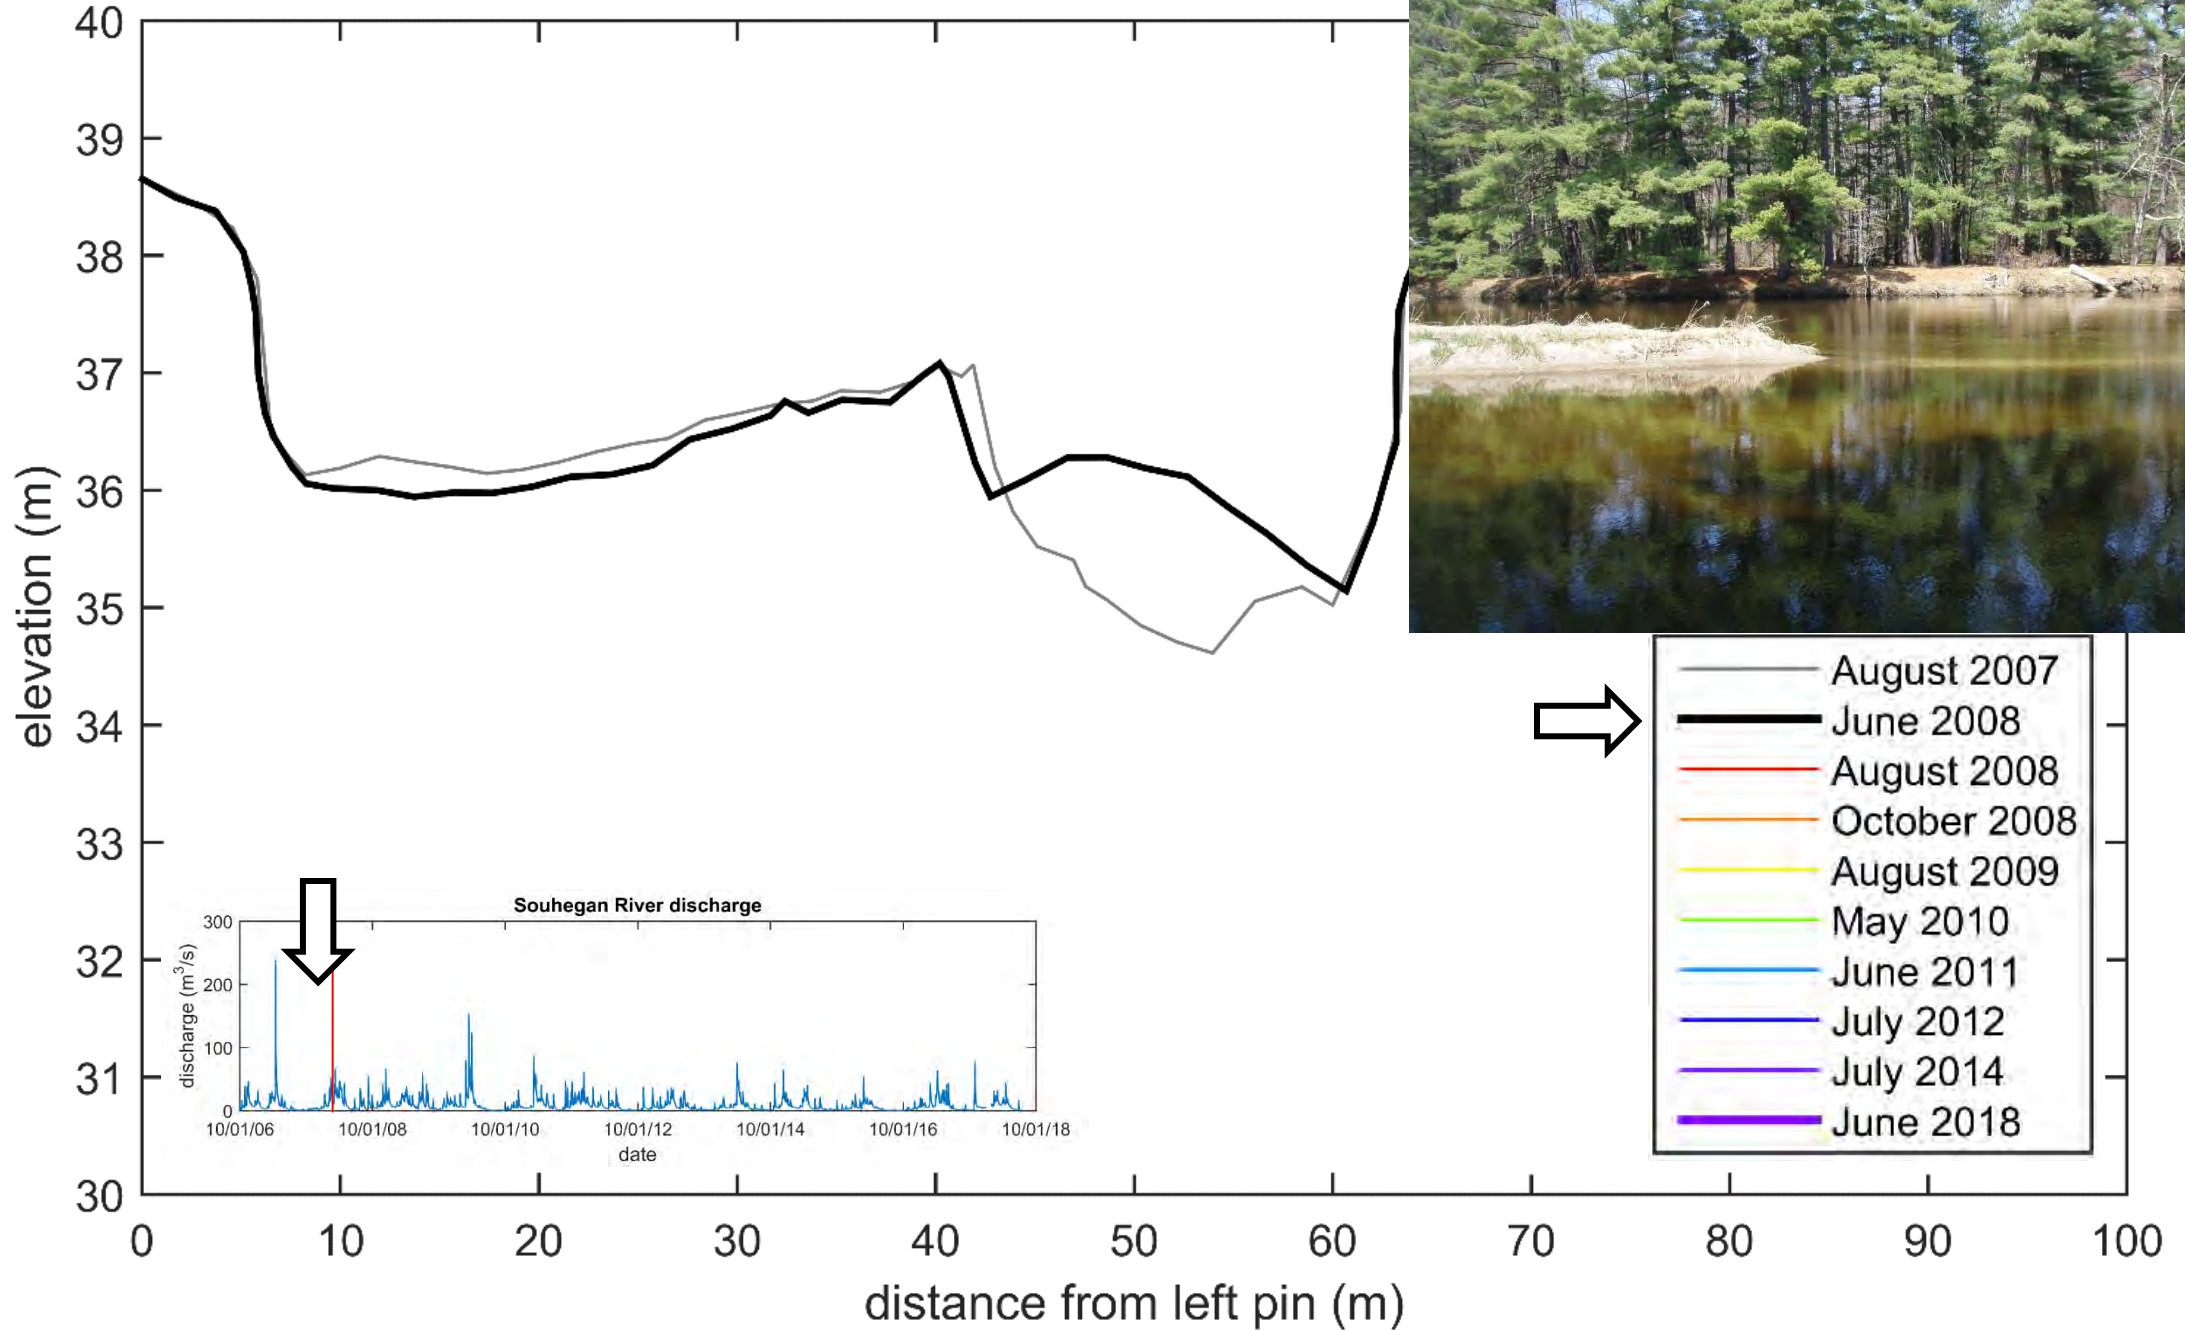 40
39
38
37
36
35
34
33
32
31
30
elevation (m)
0 10 20 30 40 50 60 70 80 90 100
distance from left pin (m)
August 2007
June 2008
August 2008
October 2008
August 2009
May 2010
June 2011
July 2012
July 2014
June 2018
Souhegan River discharge
300
200
100
0
discharge (m³/s)
10/01/06 10/01/08 10/01/10 10/01/12 10/01/14 10/01/16 10/01/18
date